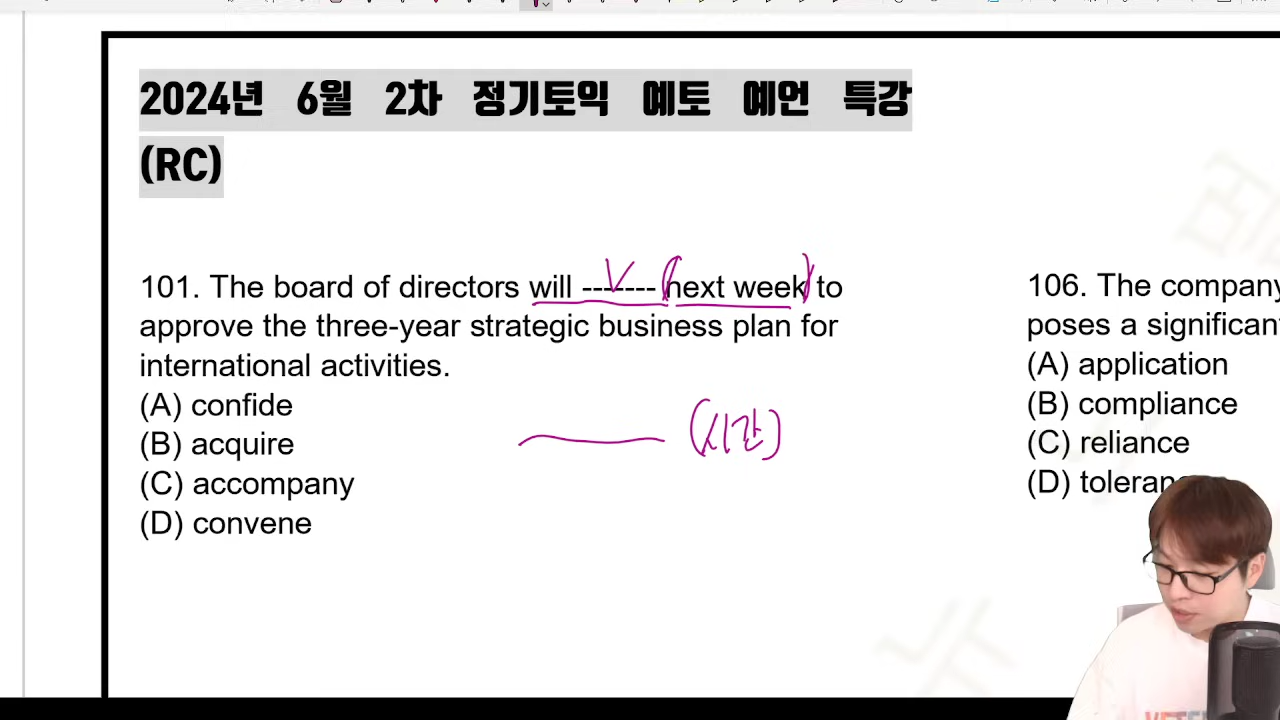 2024년 6월 2차 정기토익 예토 예언 특강
(RC)
101. The board of directors will ------- next week to
approve the three-year strategic business plan for
international activities.
(A) confide
(B) acquire
(C) accompany
(D) convene
(시간)
106. The company
poses a significant
(A) application
(B) compliance
(C) reliance
(D)